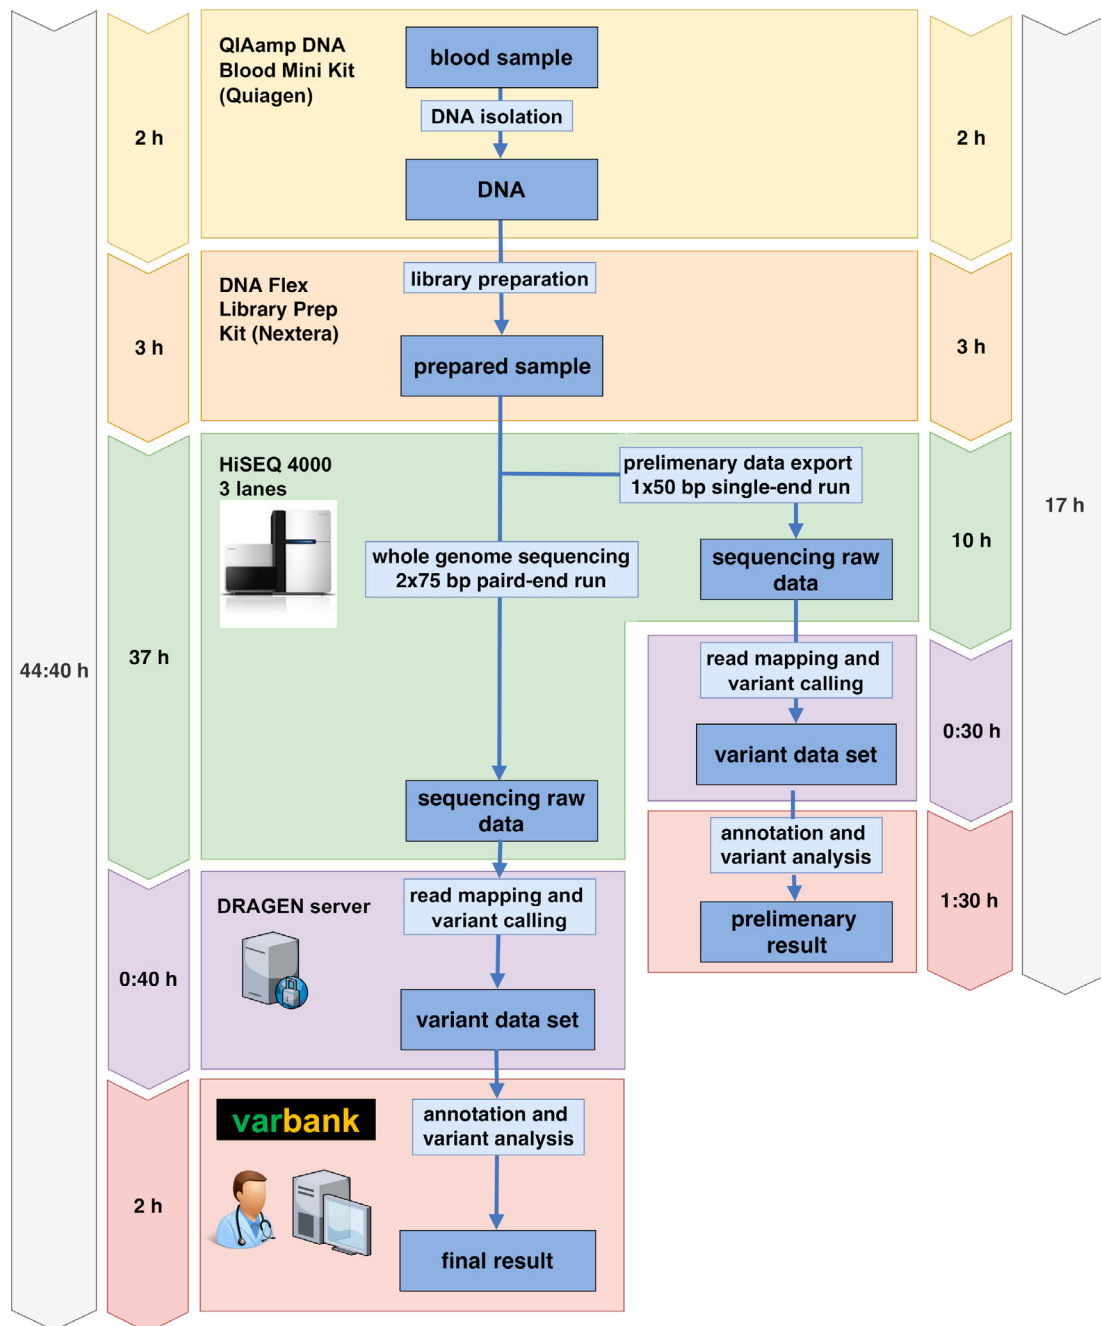 QIAamp DNA
Blood Mini Kit
(Quiagen)
blood sample
DNA isolation
DNA
2 h
2 h
DNA Flex
Library Prep
Kit (Nextera)
library preparation
prepared sample
3 h
3 h
HiSEQ 4000
3 lanes
prelimenary data export
1x50 bp single-end run
17 h
10 h
whole genome sequencing
2x75 bp paird-end run
sequencing raw
data
44:40 h
37 h
read mapping and
variant calling
0:30 h
variant data set
sequencing raw
data
annotation and
variant analysis
1:30 h
prelimenary
result
DRAGEN server
read mapping and
variant calling
0:40 h
variant data set
varbank
annotation and
variant analysis
2 h
final result